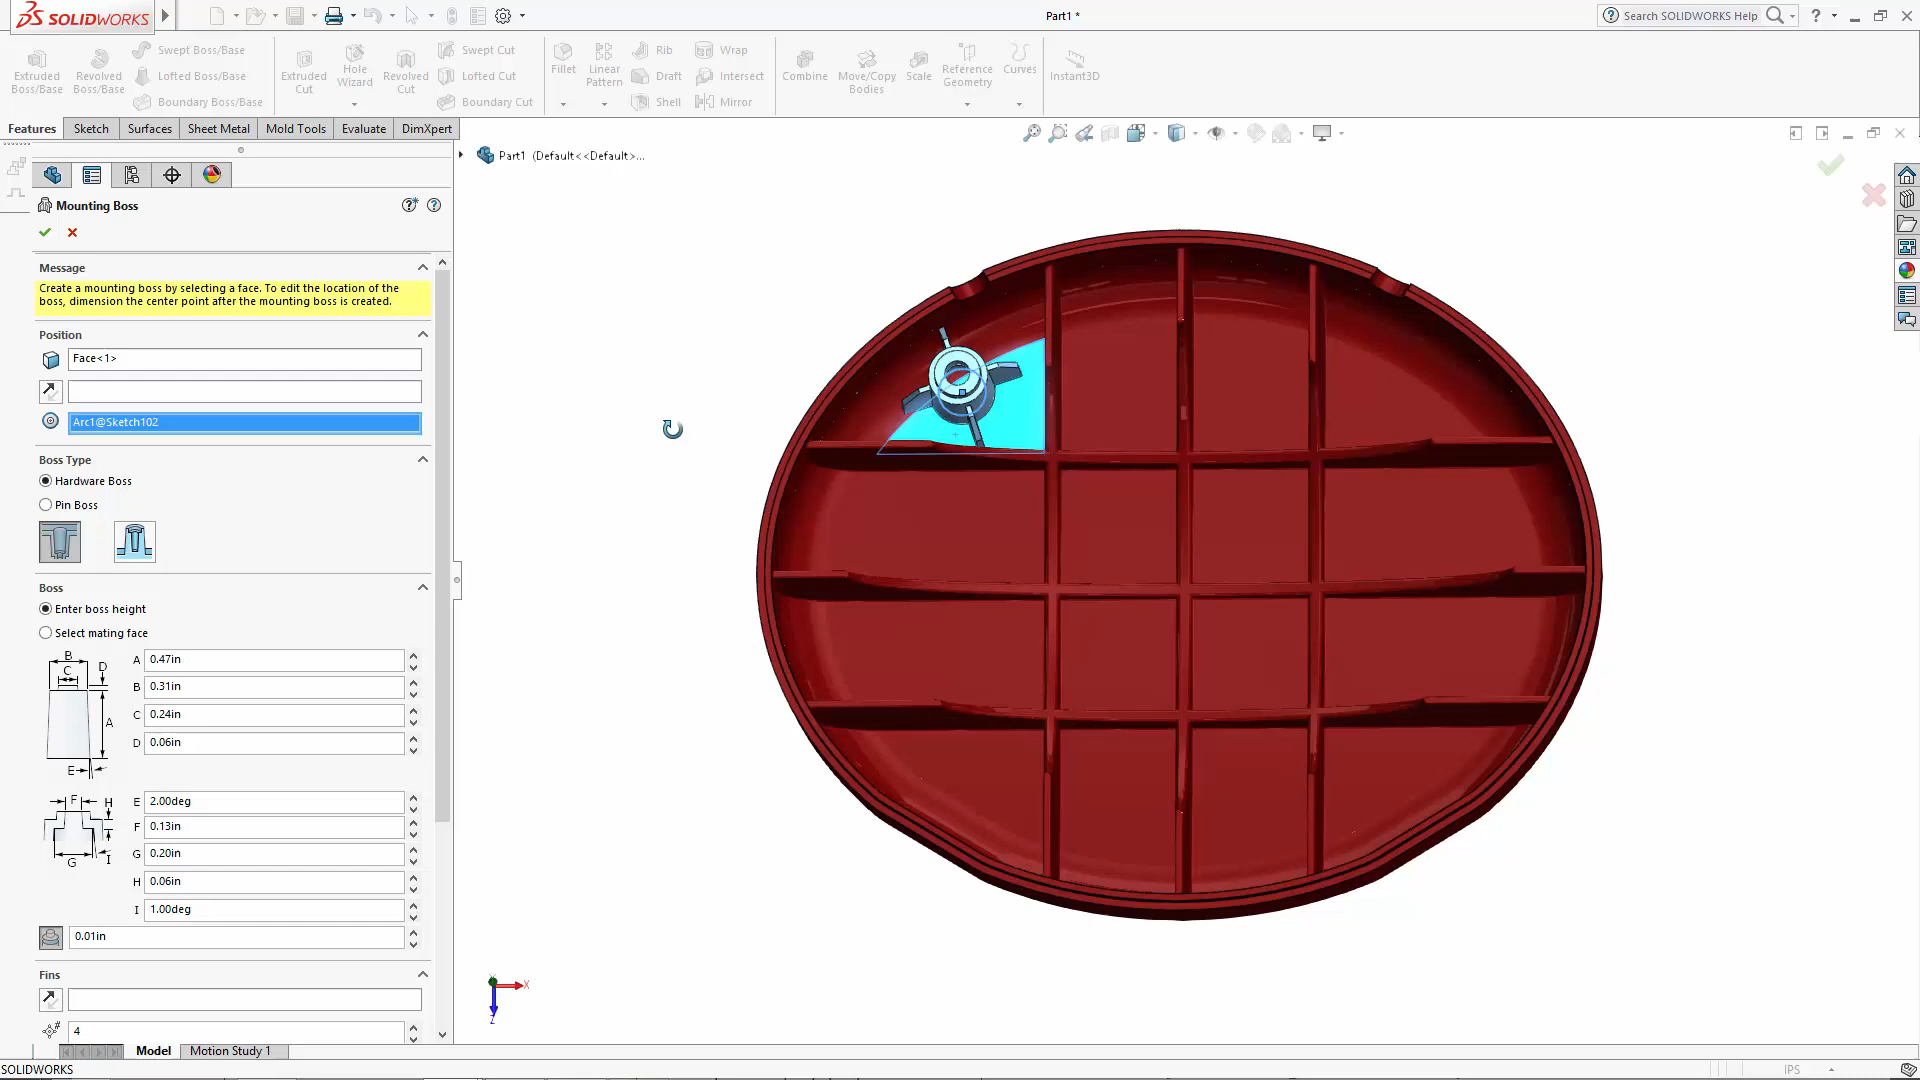 SOLIDWORKS
Part1 *
Search SOLIDWORKS Help
?
Extruded Boss/Base
Revolved Boss/Base
Swept Boss/Base
Lofted Boss/Base
Boundary Boss/Base
Extruded Cut
Hole Wizard
Revolved Cut
Swept Cut
Lofted Cut
Boundary Cut
Fillet
Linear Pattern
Rib
Draft
Shell
Wrap
Intersect
Mirror
Combine
Move/Copy Bodies
Scale
Reference Geometry
Curves
Instant3D
Features
Sketch
Surfaces
Sheet Metal
Mold Tools
Evaluate
DimXpert
Part1 (Default<<Default>...
Mounting Boss
Message
Create a mounting boss by selecting a face. To edit the location of the
boss, dimension the center point after the mounting boss is created.
Position
Face<1>
Arc1@Sketch102
Boss Type
Hardware Boss
Pin Boss
Boss
Enter boss height
Select mating face
B
C
D
A
E
A 0.47in
B 0.31in
C 0.24in
D 0.06in
F
H
G
I
E 2.00deg
F 0.13in
G 0.20in
H 0.06in
I 1.00deg
0.01in
Fins
4
X
Z
Model
Motion Study 1
SOLIDWORKS
IPS